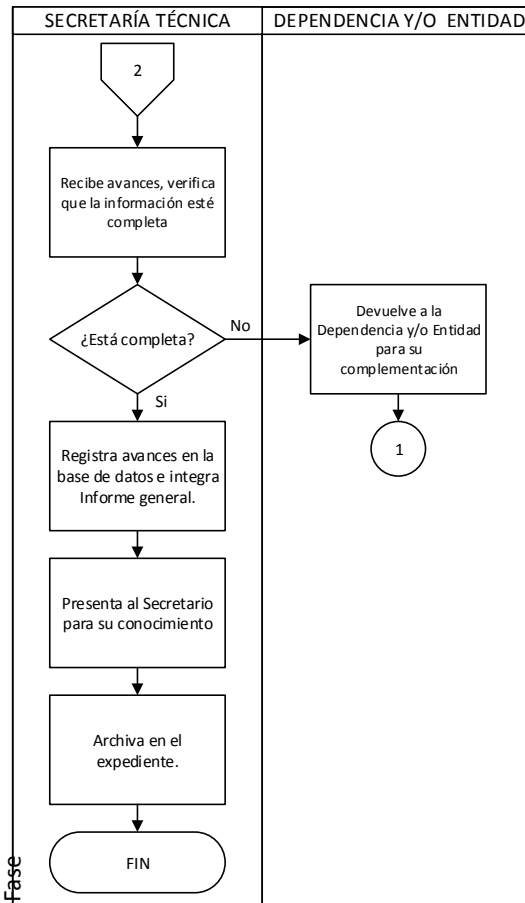 SECRETARÍA TÉCNICA
DEPENDENCIA Y/O ENTIDAD
2
Recibe avances, verifica
que la información esté
completa
¿Está completa?
No
Devuelve a la
Dependencia y/o Entidad
para su
complementación
Si
1
Registra avances en la
base de datos e integra
Informe general.
Presenta al Secretario
para su conocimiento
Archiva en el
expediente.
FIN
Fase